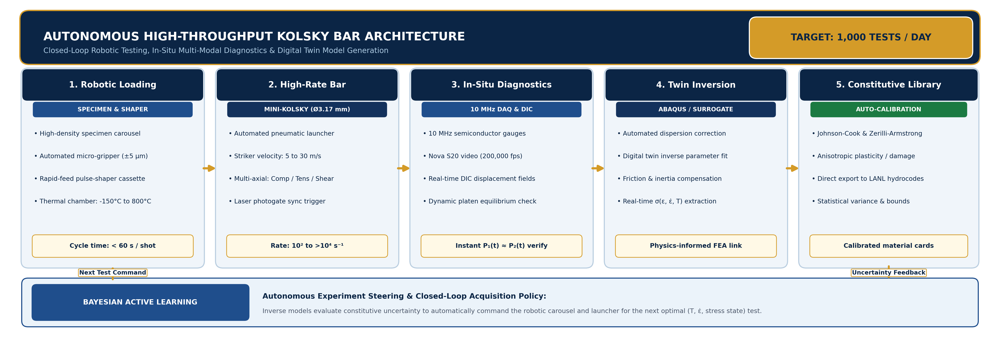 AUTONOMOUS HIGH-THROUGHPUT KOLSKY BAR ARCHITECTURE
Closed-Loop Robotic Testing, In-Situ Multi-Modal Diagnostics & Digital Twin Model Generation
TARGET: 1,000 TESTS / DAY
1. Robotic Loading
SPECIMEN & SHAPER
• High-density specimen carousel
• Automated micro-gripper (±5 µm)
• Rapid-feed pulse-shaper cassette
• Thermal chamber: -150°C to 800°C
Cycle time: < 60 s / shot
2. High-Rate Bar
MINI-KOLSKY (Ø3.17 mm)
• Automated pneumatic launcher
• Striker velocity: 5 to 30 m/s
• Multi-axial: Comp / Tens / Shear
• Laser photogate sync trigger
Rate: 10² to >10⁴ s⁻¹
3. In-Situ Diagnostics
10 MHz DAQ & DIC
• 10 MHz semiconductor gauges
• Nova S20 video (200,000 fps)
• Real-time DIC displacement fields
• Dynamic platen equilibrium check
Instant P₁(t) ≈ P₂(t) verify
4. Twin Inversion
ABAQUS / SURROGATE
• Automated dispersion correction
• Digital twin inverse parameter fit
• Friction & inertia compensation
• Real-time σ(ε, ε̇, T) extraction
Physics-informed FEA link
5. Constitutive Library
AUTO-CALIBRATION
• Johnson-Cook & Zerilli-Armstrong
• Anisotropic plasticity / damage
• Direct export to LANL hydrocodes
• Statistical variance & bounds
Calibrated material cards
Next Test Command
Uncertainty Feedback
BAYESIAN ACTIVE LEARNING
Autonomous Experiment Steering & Closed-Loop Acquisition Policy:
Inverse models evaluate constitutive uncertainty to automatically command the robotic carousel and launcher for the next optimal (T, ε̇, stress state) test.